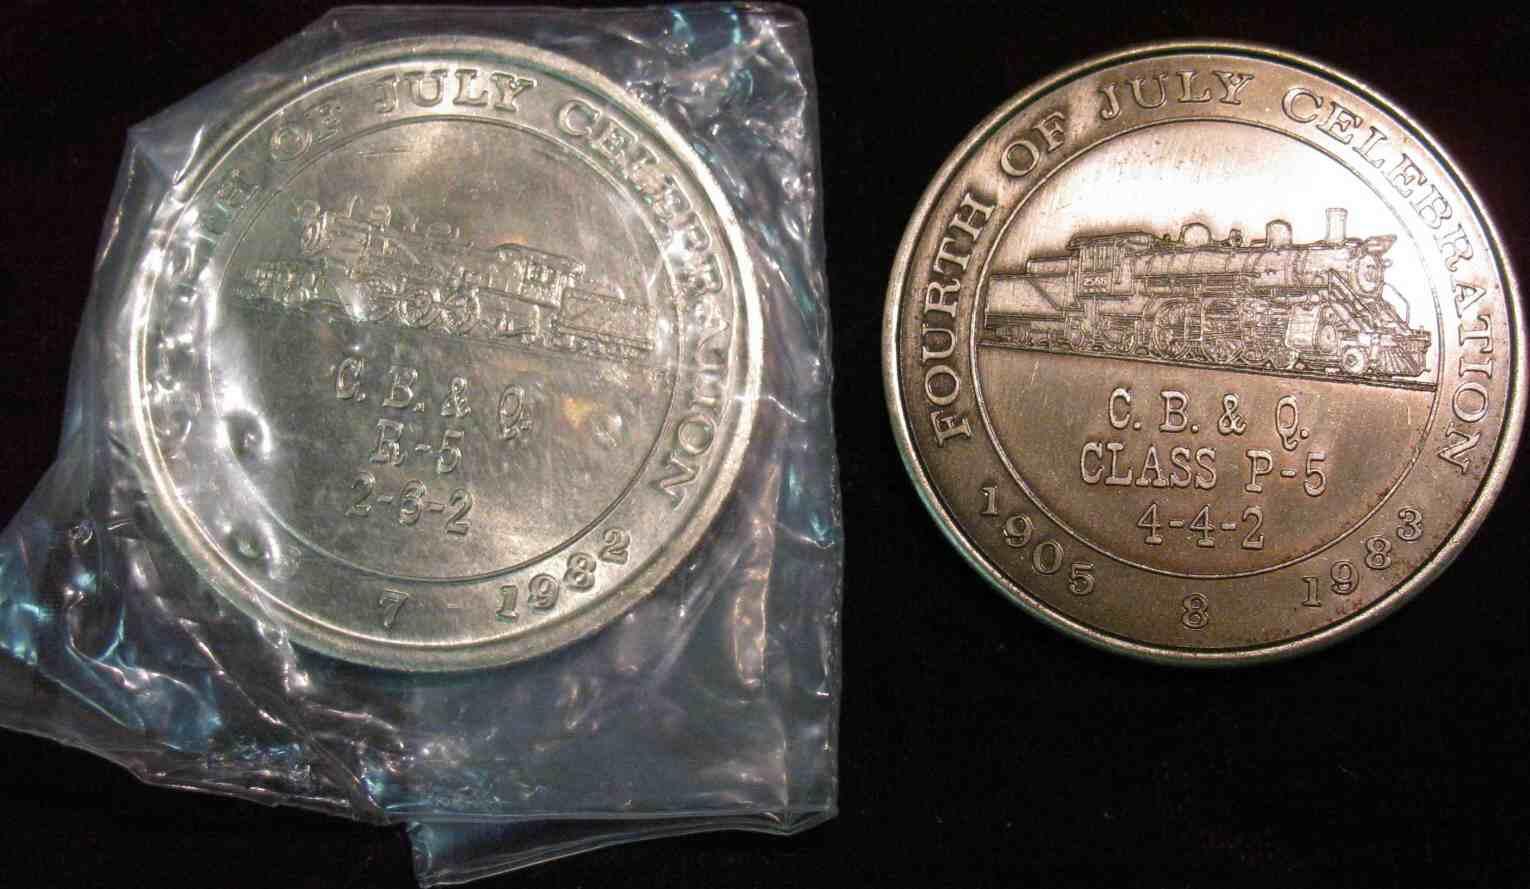 OF JULY CELEBRATION
C. B. & Q.
R-5
2-6-2
7 1982
FOURTH OF JULY CELEBRATION
2565
C. B. & Q.
CLASS P-5
4-4-2
1905 8 1983